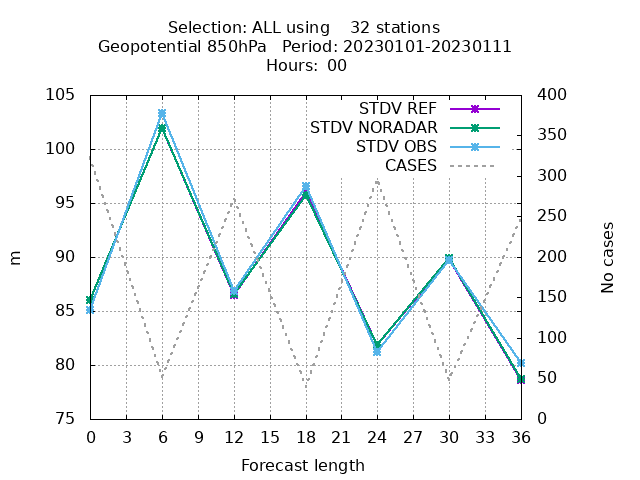 Selection: ALL using    32 stations
Geopotential 850hPa   Period: 20230101-20230111
Hours: 00
105
100
95
90
85
80
75
400
350
300
250
200
150
100
50
0
STDV REF
STDV NORADAR
STDV OBS
CASES
m
No cases
0 3 6 9 12 15 18 21 24 27 30 33 36
Forecast length